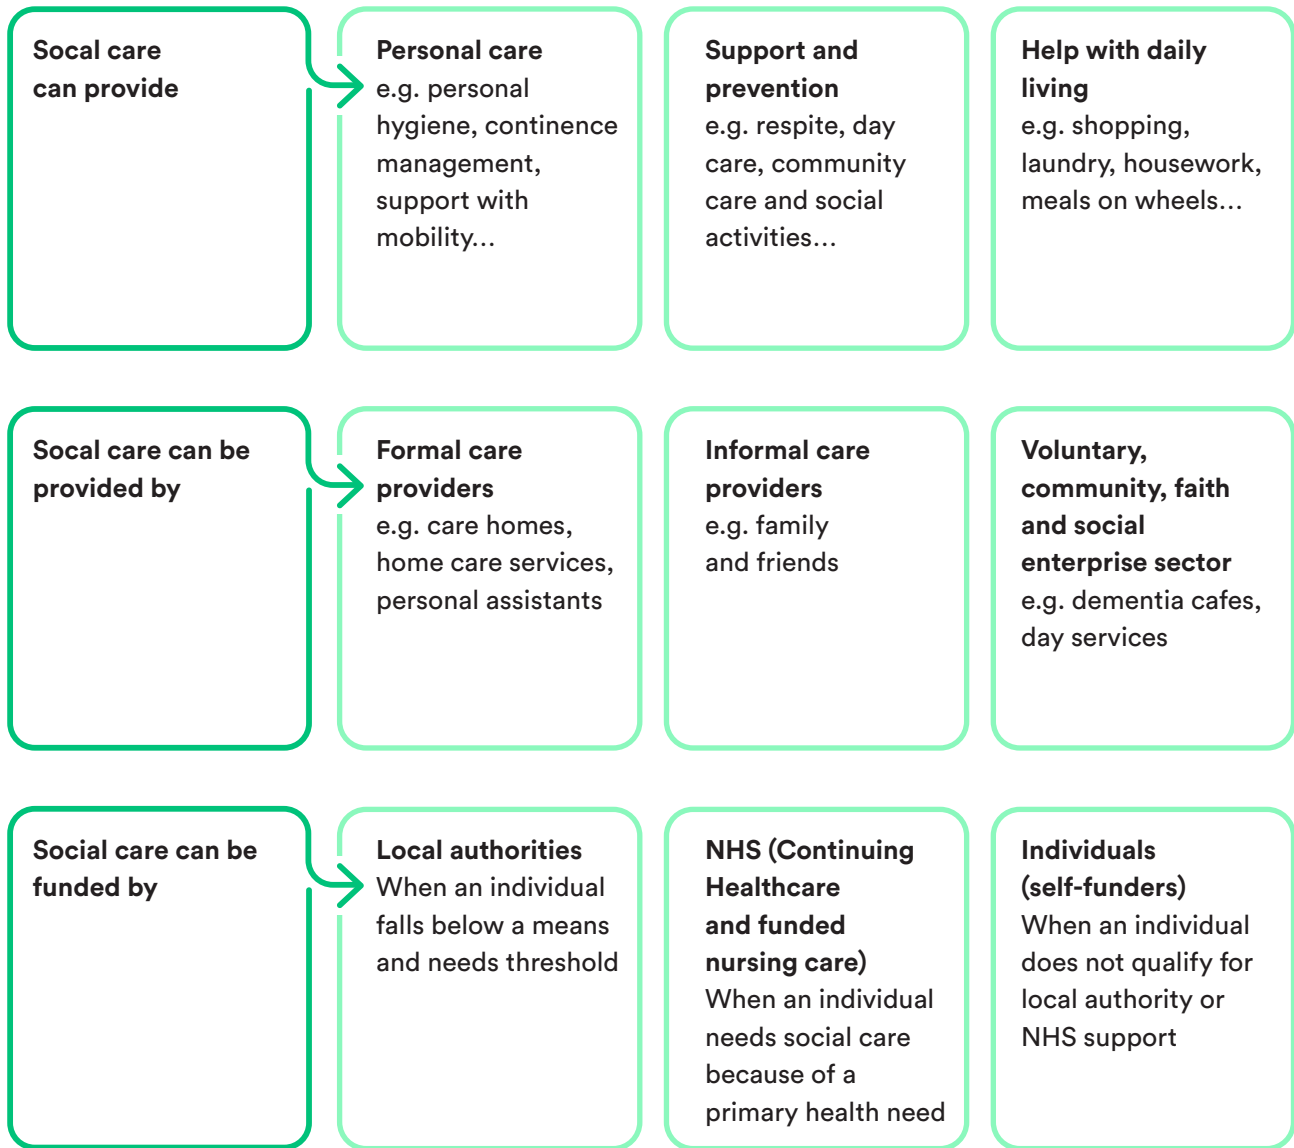 Socal care
can provide
Personal care
e.g. personal
hygiene, continence
management,
support with
mobility…
Support and
prevention
e.g. respite, day
care, community
care and social
activities…
Help with daily
living
e.g. shopping,
laundry, housework,
meals on wheels…
Socal care can be
provided by
Formal care
providers
e.g. care homes,
home care services,
personal assistants
Informal care
providers
e.g. family
and friends
Voluntary,
community, faith
and social
enterprise sector
e.g. dementia cafes,
day services
Social care can be
funded by
Local authorities
When an individual
falls below a means
and needs threshold
NHS (Continuing
Healthcare
and funded
nursing care)
When an individual
needs social care
because of a
primary health need
Individuals
(self-funders)
When an individual
does not qualify for
local authority or
NHS support